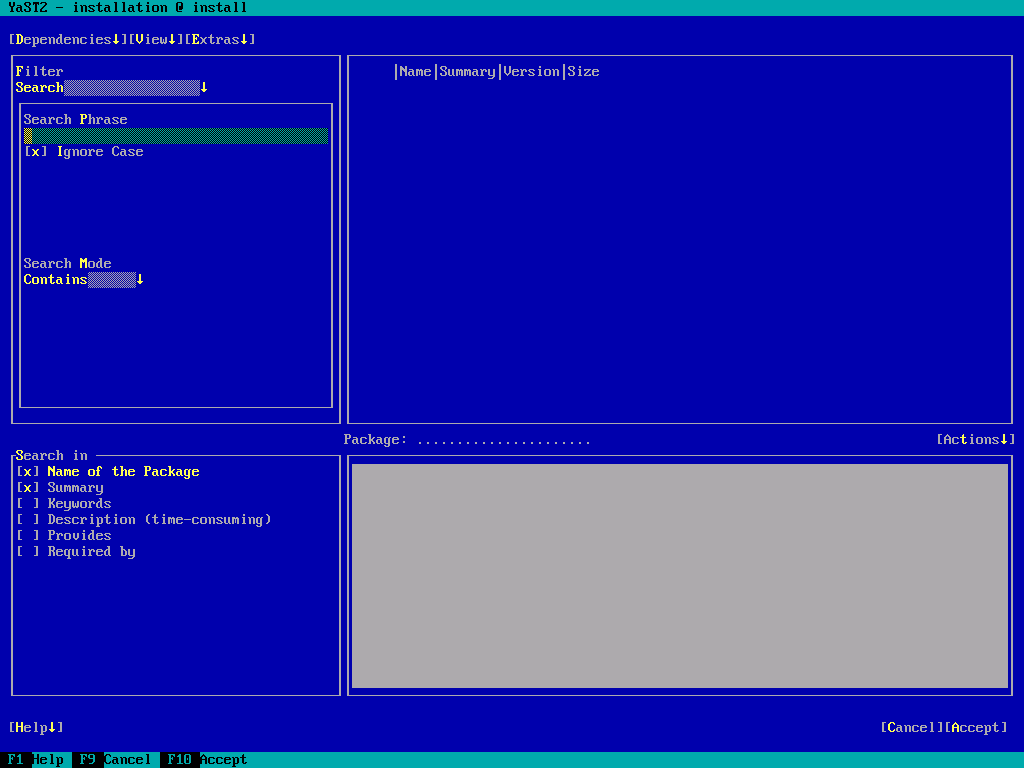 YaST2 - installation @ install
[Dependencies↓][View↓][Extras↓]
Filter
Search↓
Search Phrase
[x] Ignore Case
Search Mode
Contains↓
|Name|Summary|Version|Size
Package: ......................
[Actions↓]
Search in
[x] Name of the Package
[x] Summary
[ ] Keywords
[ ] Description (time-consuming)
[ ] Provides
[ ] Required by
[Help↓]
[Cancel][Accept]
F1 Help F9 Cancel F10 Accept